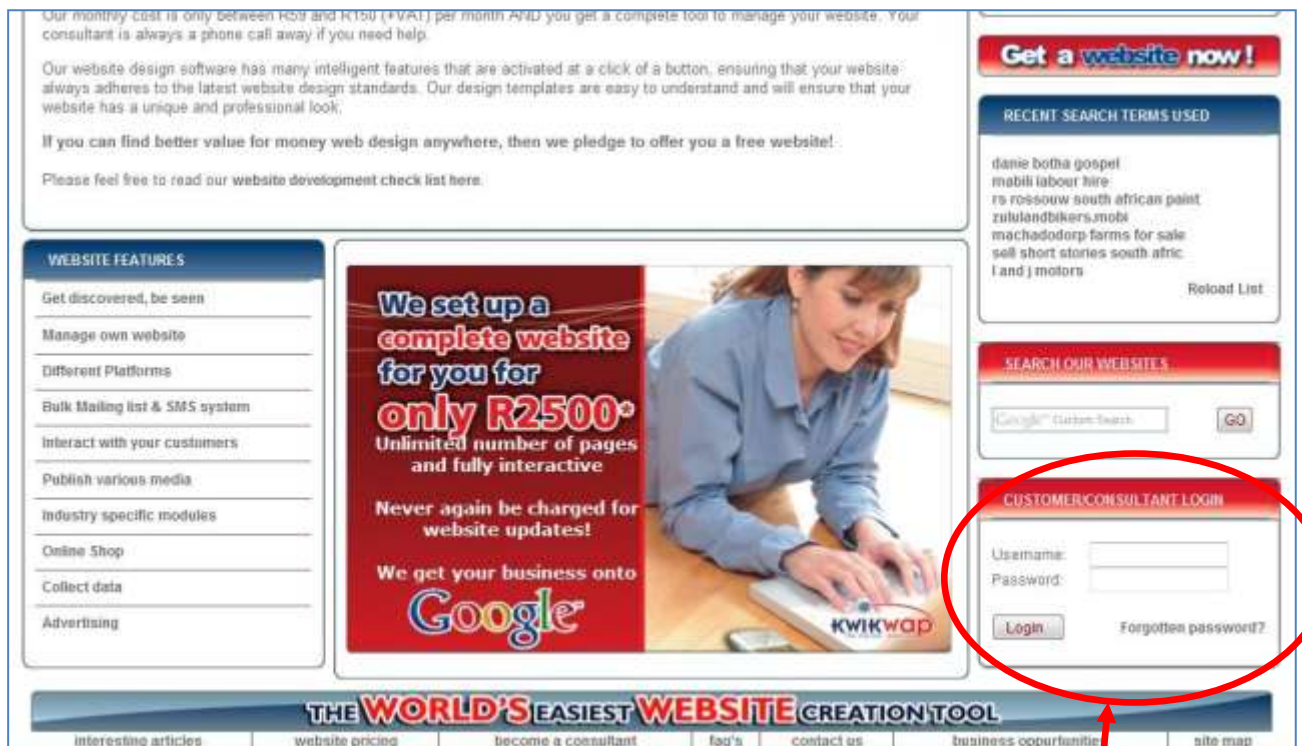 Our monthly cost is only between R59 and R150 (+VAT) per month AND you get a complete tool to manage your website. Your
consultant is always a phone call away if you need help.
Our website design software has many intelligent features that are activated at a click of a button, ensuring that your website
always adheres to the latest website design standards. Our design templates are easy to understand and will ensure that your
website has a unique and professional look.
If you can find better value for money web design anywhere, then we pledge to offer you a free website!
Please feel free to read our website development check list here.
Get a website now!
RECENT SEARCH TERMS USED
danie botha gospel
mabili labour hire
rs rossouw south african paint
zululandbikers.mobi
machadodorp farms for sale
sell short stories south afric
l and j motors
Reload List
WEBSITE FEATURES
Get discovered, be seen
Manage own website
Different Platforms
Bulk Mailing list & SMS system
Interact with your customers
Publish various media
Industry specific modules
Online Shop
Collect data
Advertising
We set up a
complete website
for you for
only R2500*
Unlimited number of pages
and fully interactive
Never again be charged for
website updates!
We get your business onto
Google™
KWIKWAP
SEARCH OUR WEBSITES
Google™ Custom Search
GO
CUSTOMER/CONSULTANT LOGIN
Username:
Password:
Login
Forgotten password?
THE WORLD'S EASIEST WEBSITE CREATION TOOL
interesting articles
website pricing
become a consultant
faq's
contact us
business oppurtunities
site map